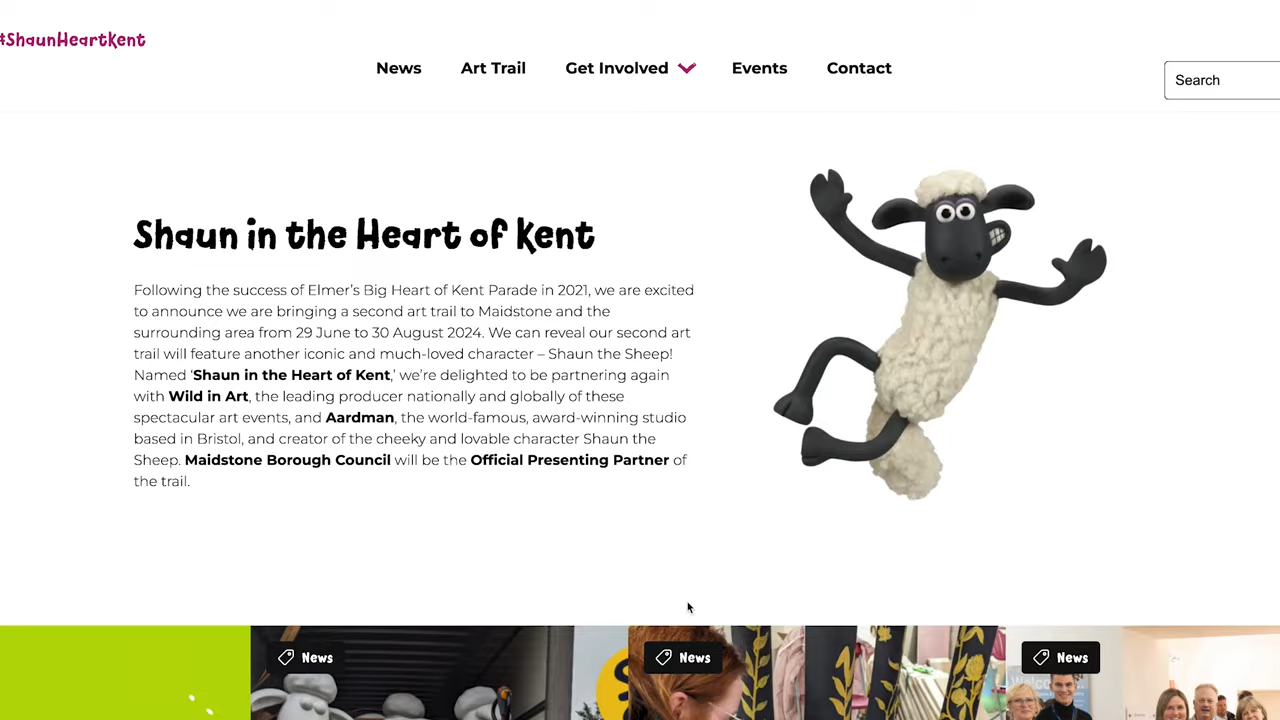 #ShaunHeartKent
News Art Trail Get Involved Events Contact
Search
Shaun in the Heart of Kent
Following the success of Elmer’s Big Heart of Kent Parade in 2021, we are excited
to announce we are bringing a second art trail to Maidstone and the
surrounding area from 29 June to 30 August 2024. We can reveal our second art
trail will feature another iconic and much-loved character – Shaun the Sheep!
Named ‘Shaun in the Heart of Kent,’ we’re delighted to be partnering again
with Wild in Art, the leading producer nationally and globally of these
spectacular art events, and Aardman, the world-famous, award-winning studio
based in Bristol, and creator of the cheeky and lovable character Shaun the
Sheep. Maidstone Borough Council will be the Official Presenting Partner of
the trail.
News
News
News
Welcome